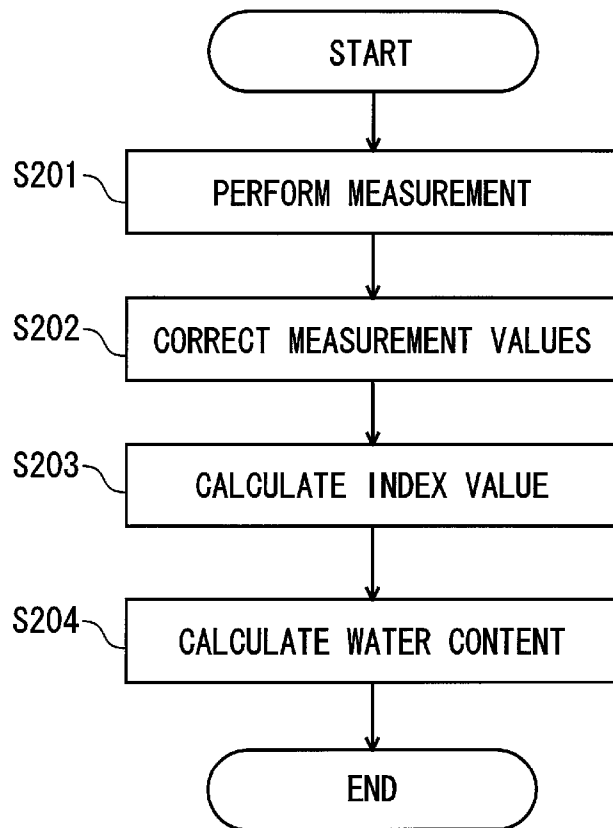 START
S201
PERFORM MEASUREMENT
S202
CORRECT MEASUREMENT VALUES
S203
CALCULATE INDEX VALUE
S204
CALCULATE WATER CONTENT
END